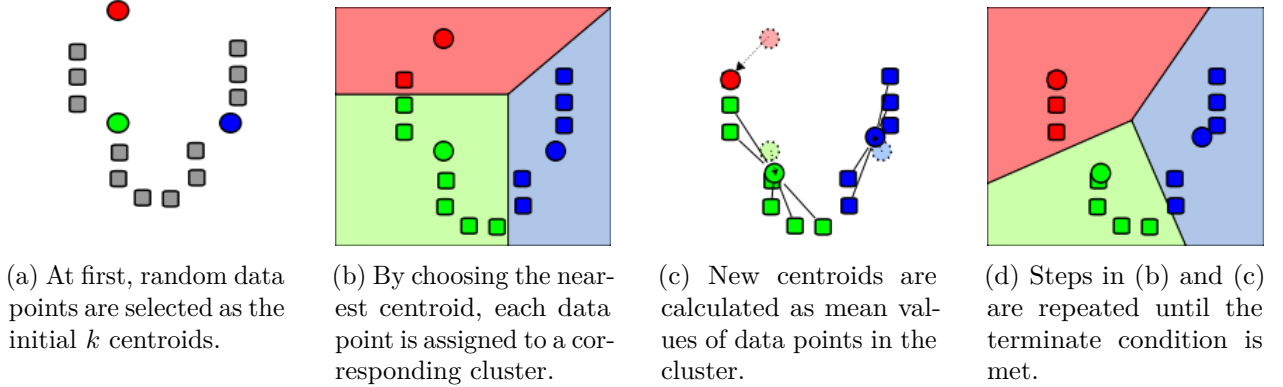 (a) At first, random data
points are selected as the
initial k centroids.
(b) By choosing the near-
est centroid, each data
point is assigned to a cor-
responding cluster.
(c) New centroids are
calculated as mean val-
ues of data points in the
cluster.
(d) Steps in (b) and (c)
are repeated until the
terminate condition is
met.